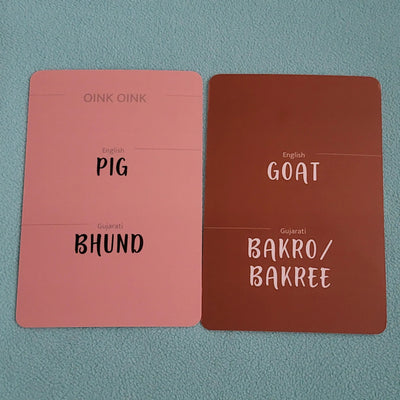 OINK OINK
English
PIG
Gujarati
BHUND
English
GOAT
Gujarati
BAKRO/
BAKREE